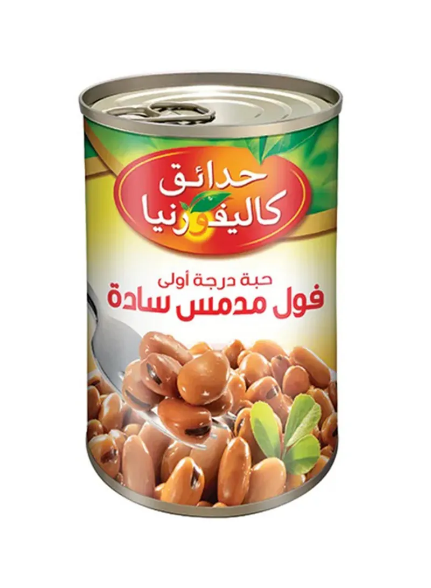 حدائق
كاليفورنيا
حبة درجة أولى
فول مدمس سادة